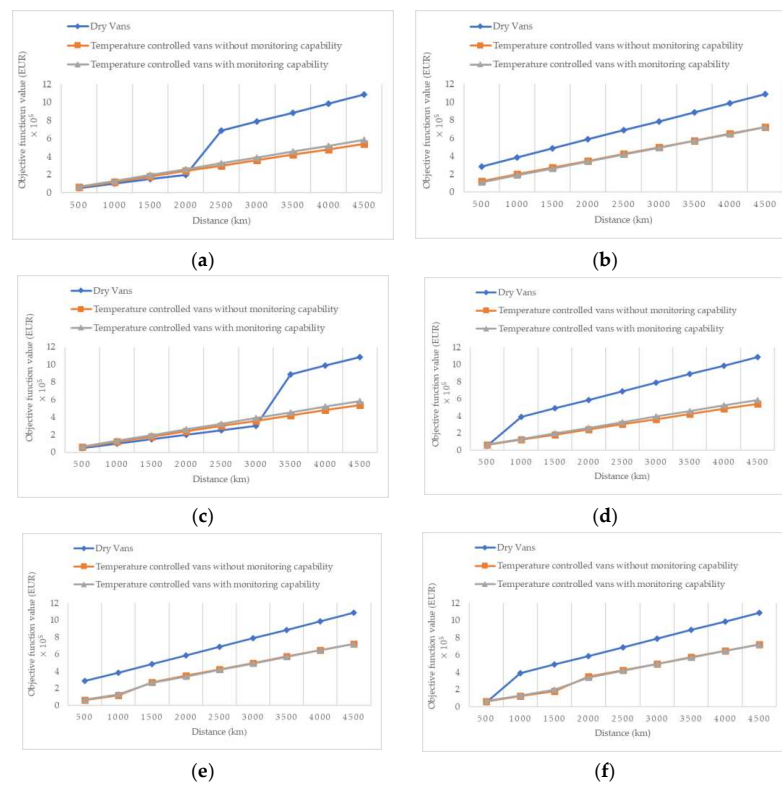 Dry Vans
Temperature controlled vans without monitoring capability
Temperature controlled vans with monitoring capability
Objective functionn value (EUR)
× 10⁵
12
10
8
6
4
2
0
500 1000 1500 2000 2500 3000 3500 4000 4500
Distance (km)
(a)
Dry Vans
Temperature controlled vans without monitoring capability
Temperature controlled vans with monitoring capability
Objective functionn value (EUR)
× 10⁵
12
10
8
6
4
2
0
500 1000 1500 2000 2500 3000 3500 4000 4500
Distance (km)
(b)
Dry Vans
Temperature controlled vans without monitoring capability
Temperature controlled vans with monitoring capability
Objective function value (EUR)
× 10⁵
12
10
8
6
4
2
0
500 1000 1500 2000 2500 3000 3500 4000 4500
Distance (km)
(c)
Dry Vans
Temperature controlled vans without monitoring capability
Temperature controlled vans with monitoring capability
Objective function value (EUR)
× 10⁵
12
10
8
6
4
2
0
500 1000 1500 2000 2500 3000 3500 4000 4500
Distance (km)
(d)
Dry Vans
Temperature controlled vans without monitoring capability
Temperature controlled vans with monitoring capability
Objective function value (EUR)
× 10⁵
12
10
8
6
4
2
0
500 1000 1500 2000 2500 3000 3500 4000 4500
Distance (km)
(e)
Dry Vans
Temperature controlled vans without monitoring capability
Temperature controlled vans with monitoring capability
Objective function value (EUR)
× 10⁵
12
10
8
6
4
2
0
500 1000 1500 2000 2500 3000 3500 4000 4500
Distance (km)
(f)